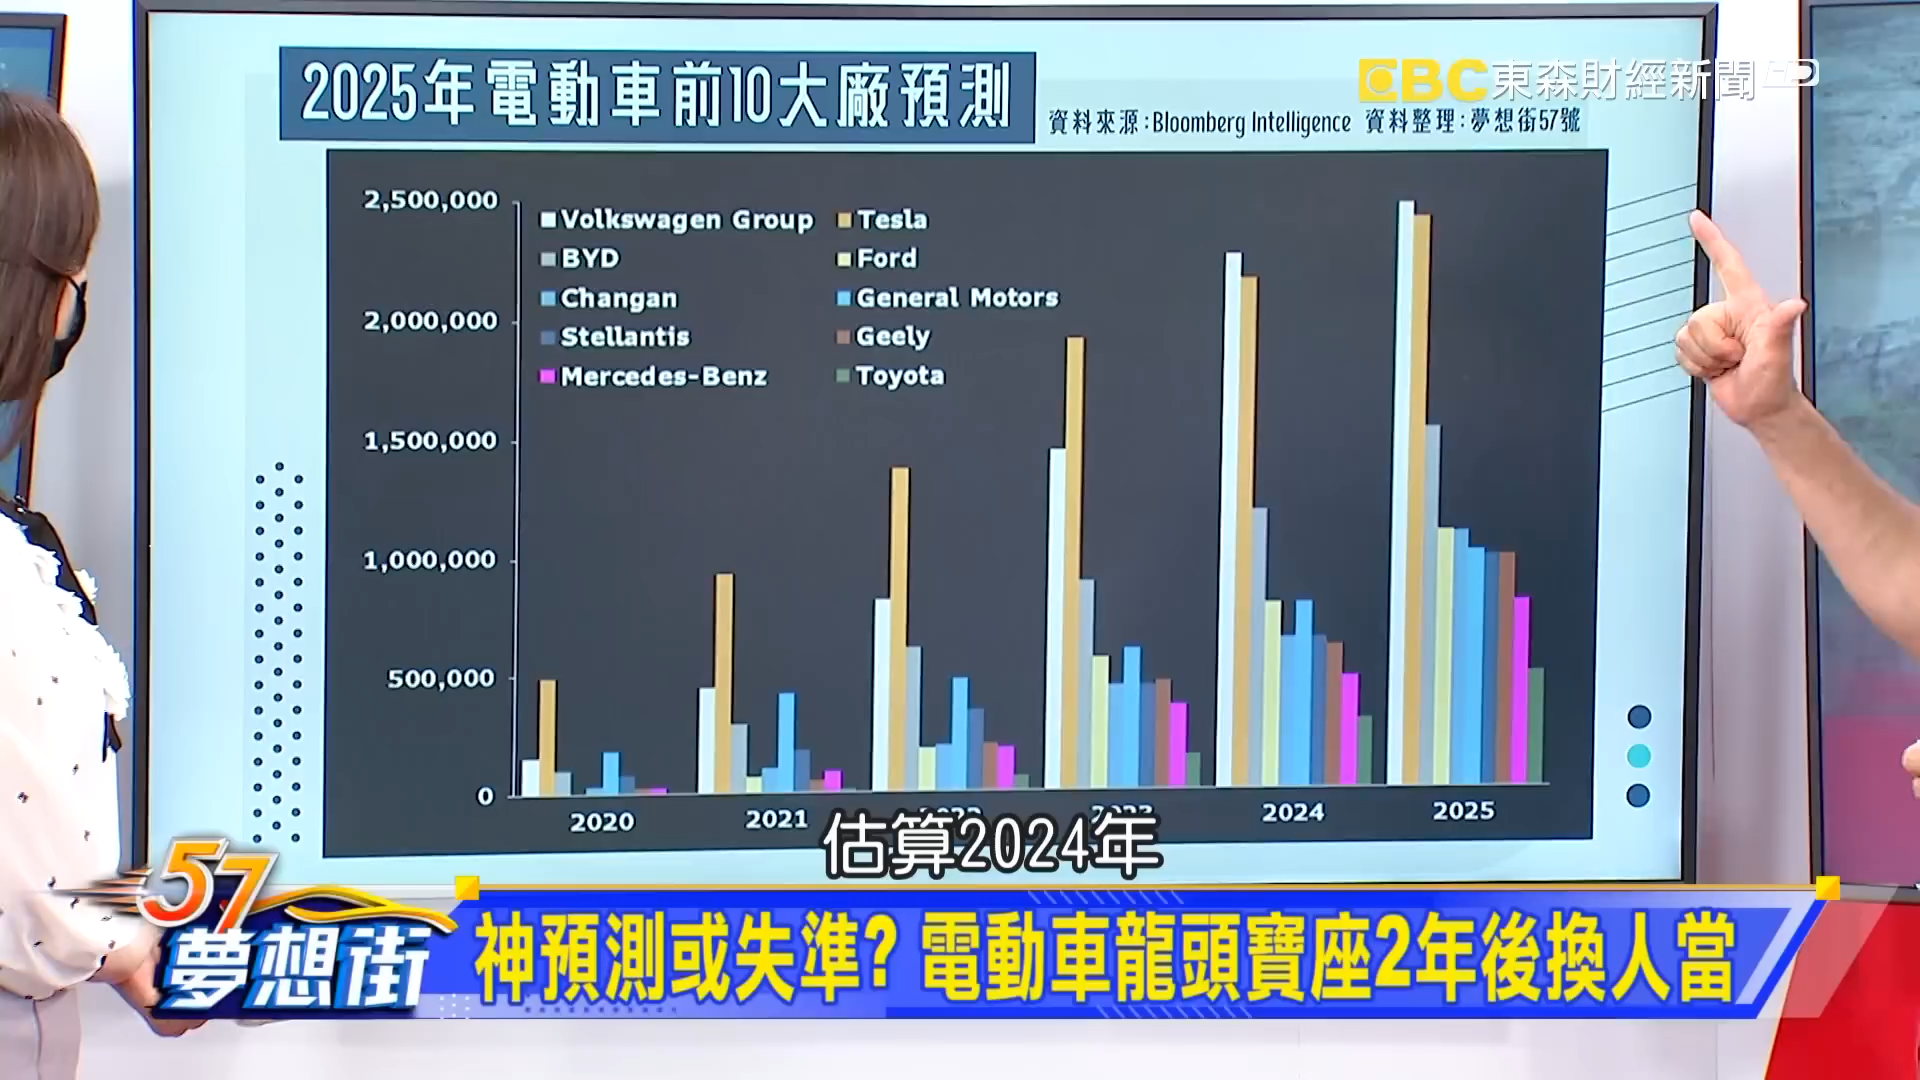 2025年電動車前10大廠預測
EBC東森財經新聞HD
資料來源:Bloomberg Intelligence 資料整理:夢想街57號
2,500,000
2,000,000
1,500,000
1,000,000
500,000
0
Volkswagen Group
Tesla
BYD
Ford
Changan
General Motors
Stellantis
Geely
Mercedes-Benz
Toyota
2020
2021
2022
2023
2024
2025
估算2024年
57
夢想街
神預測或失準? 電動車龍頭寶座2年後換人當